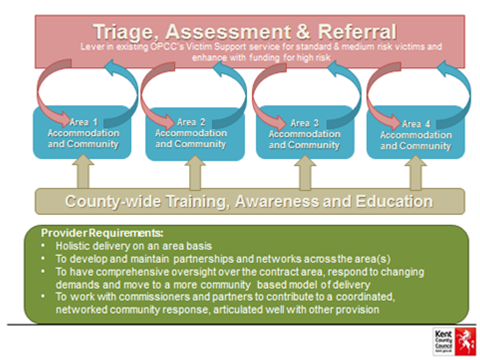 Triage, Assessment & Referral
Lever in existing OPCC's Victim Support service for standard & medium risk victims and
enhance with funding for high risk
Area 1
Accommodation
and Community
Area 2
Accommodation
and Community
Area 3
Accommodation
and Community
Area 4
Accommodation
and Community
County-wide Training, Awareness and Education
Provider Requirements:
• Holistic delivery on an area basis
• To develop and maintain partnerships and networks across the area(s)
• To have comprehensive oversight over the contract area, respond to changing
demands and move to a more community based model of delivery
• To work with commissioners and partners to contribute to a coordinated,
networked community response, articulated well with other provision
Kent
County
Council
kent.gov.uk